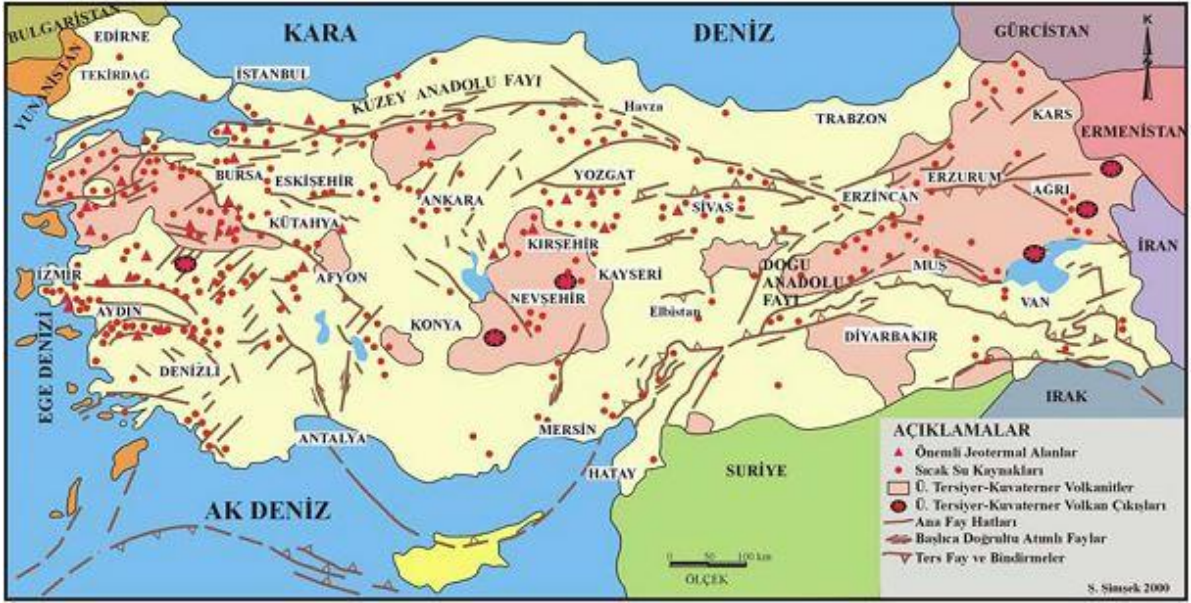 BULGARİSTAN
EDİRNE
KARA
DENİZ
GÜRCİSTAN
K
TEKİRDAĞ
İSTANBUL
YUNANİSTAN
KUZEY ANADOLU FAYI
Havza
TRABZON
KARS
ERMENİSTAN
BURSA
ESKİŞEHİR
ANKARA
YOZGAT
SİVAS
ERZİNCAN
ERZURUM
AĞRI
KÜTAHYA
KIRŞEHİR
İRAN
İZMİR
AFYON
KAYSERİ
DOĞU
ANADOLU
FAYI
MUŞ
NEVŞEHİR
VAN
AYDIN
KONYA
Elbistan
DİYARBAKIR
EGE DENİZİ
DENİZLİ
IRAK
ANTALYA
MERSİN
HATAY
SURİYE
AK DENİZ
AÇIKLAMALAR
Önemli Jeotermal Alanlar
Sıcak Su Kaynakları
Ü. Tersiyer-Kuvaterner Volkanitler
Ü. Tersiyer-Kuvaterner Volkan Çıkışları
Ana Fay Hatları
Başlıca Doğrultu Atımlı Faylar
Ters Fay ve Bindirmeler
0 50 100 km
ÖLÇEK
Ş. Şimşek 2000